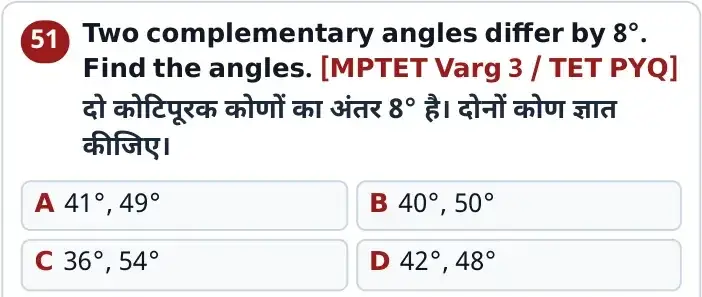 51 Two complementary angles differ by 8°.
Find the angles. [MPTET Varg 3 / TET PYQ]
दो कोटिपूरक कोणों का अंतर 8° है। दोनों कोण ज्ञात
कीजिए।
A 41°, 49°
B 40°, 50°
C 36°, 54°
D 42°, 48°